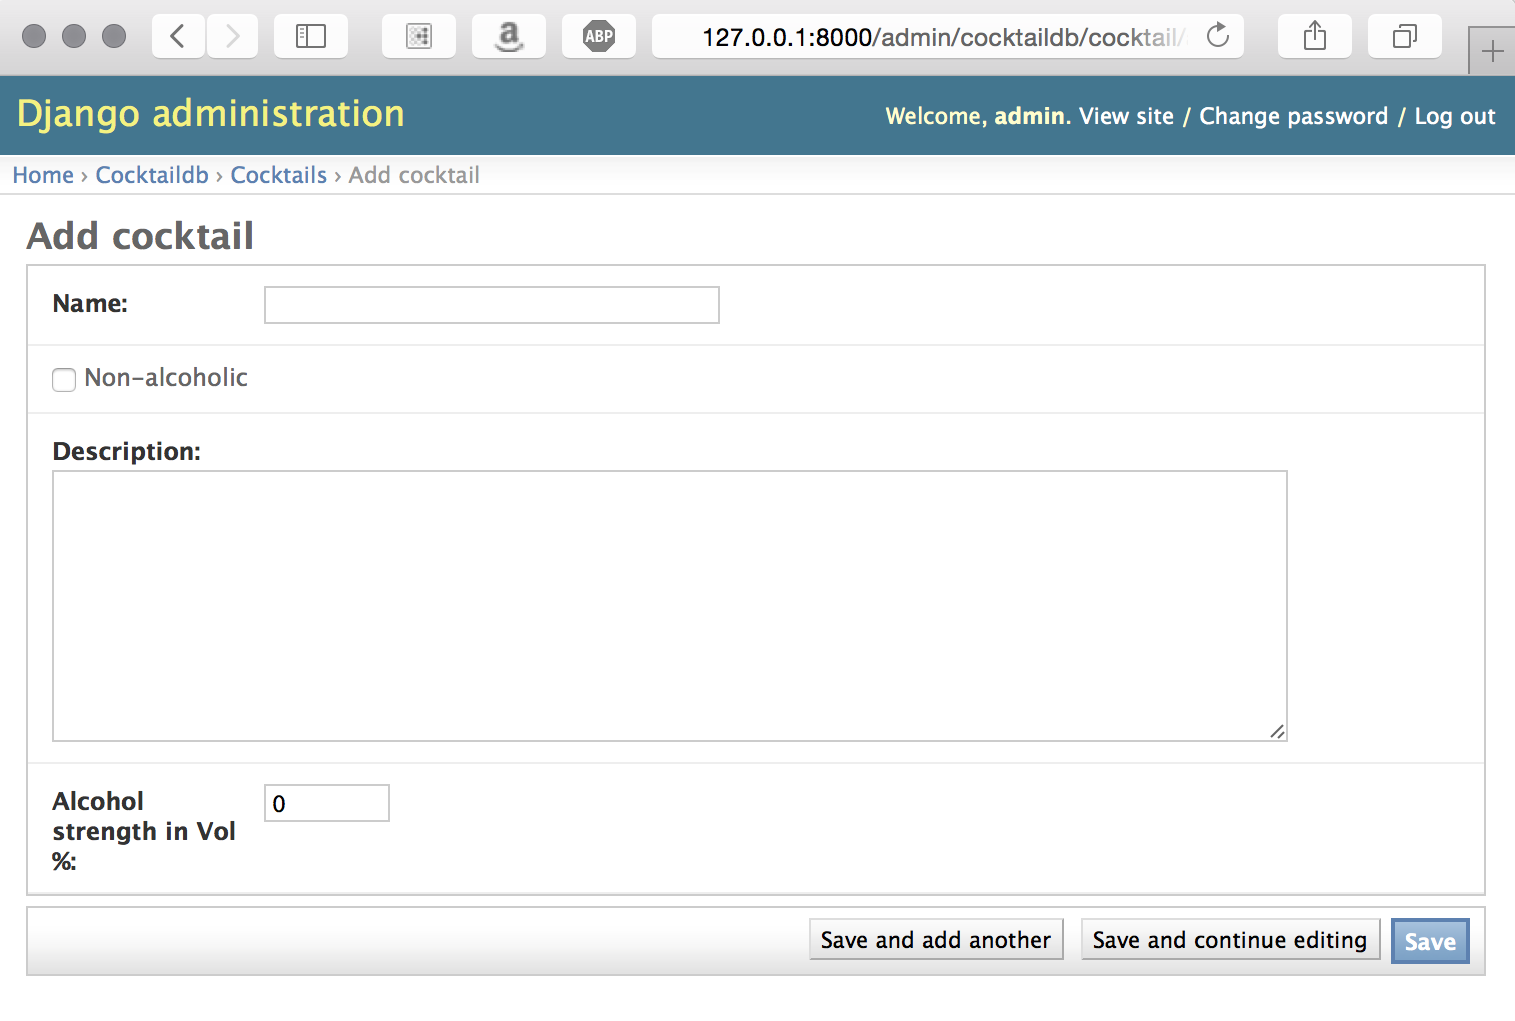 a
ABP
127.0.0.1:8000/admin/cocktaildb/cocktail/
Django administration
Welcome, admin. View site / Change password / Log out
Home › Cocktaildb › Cocktails › Add cocktail
Add cocktail
Name:
Non-alcoholic
Description:
Alcohol
strength in Vol
%:
0
Save and add another
Save and continue editing
Save